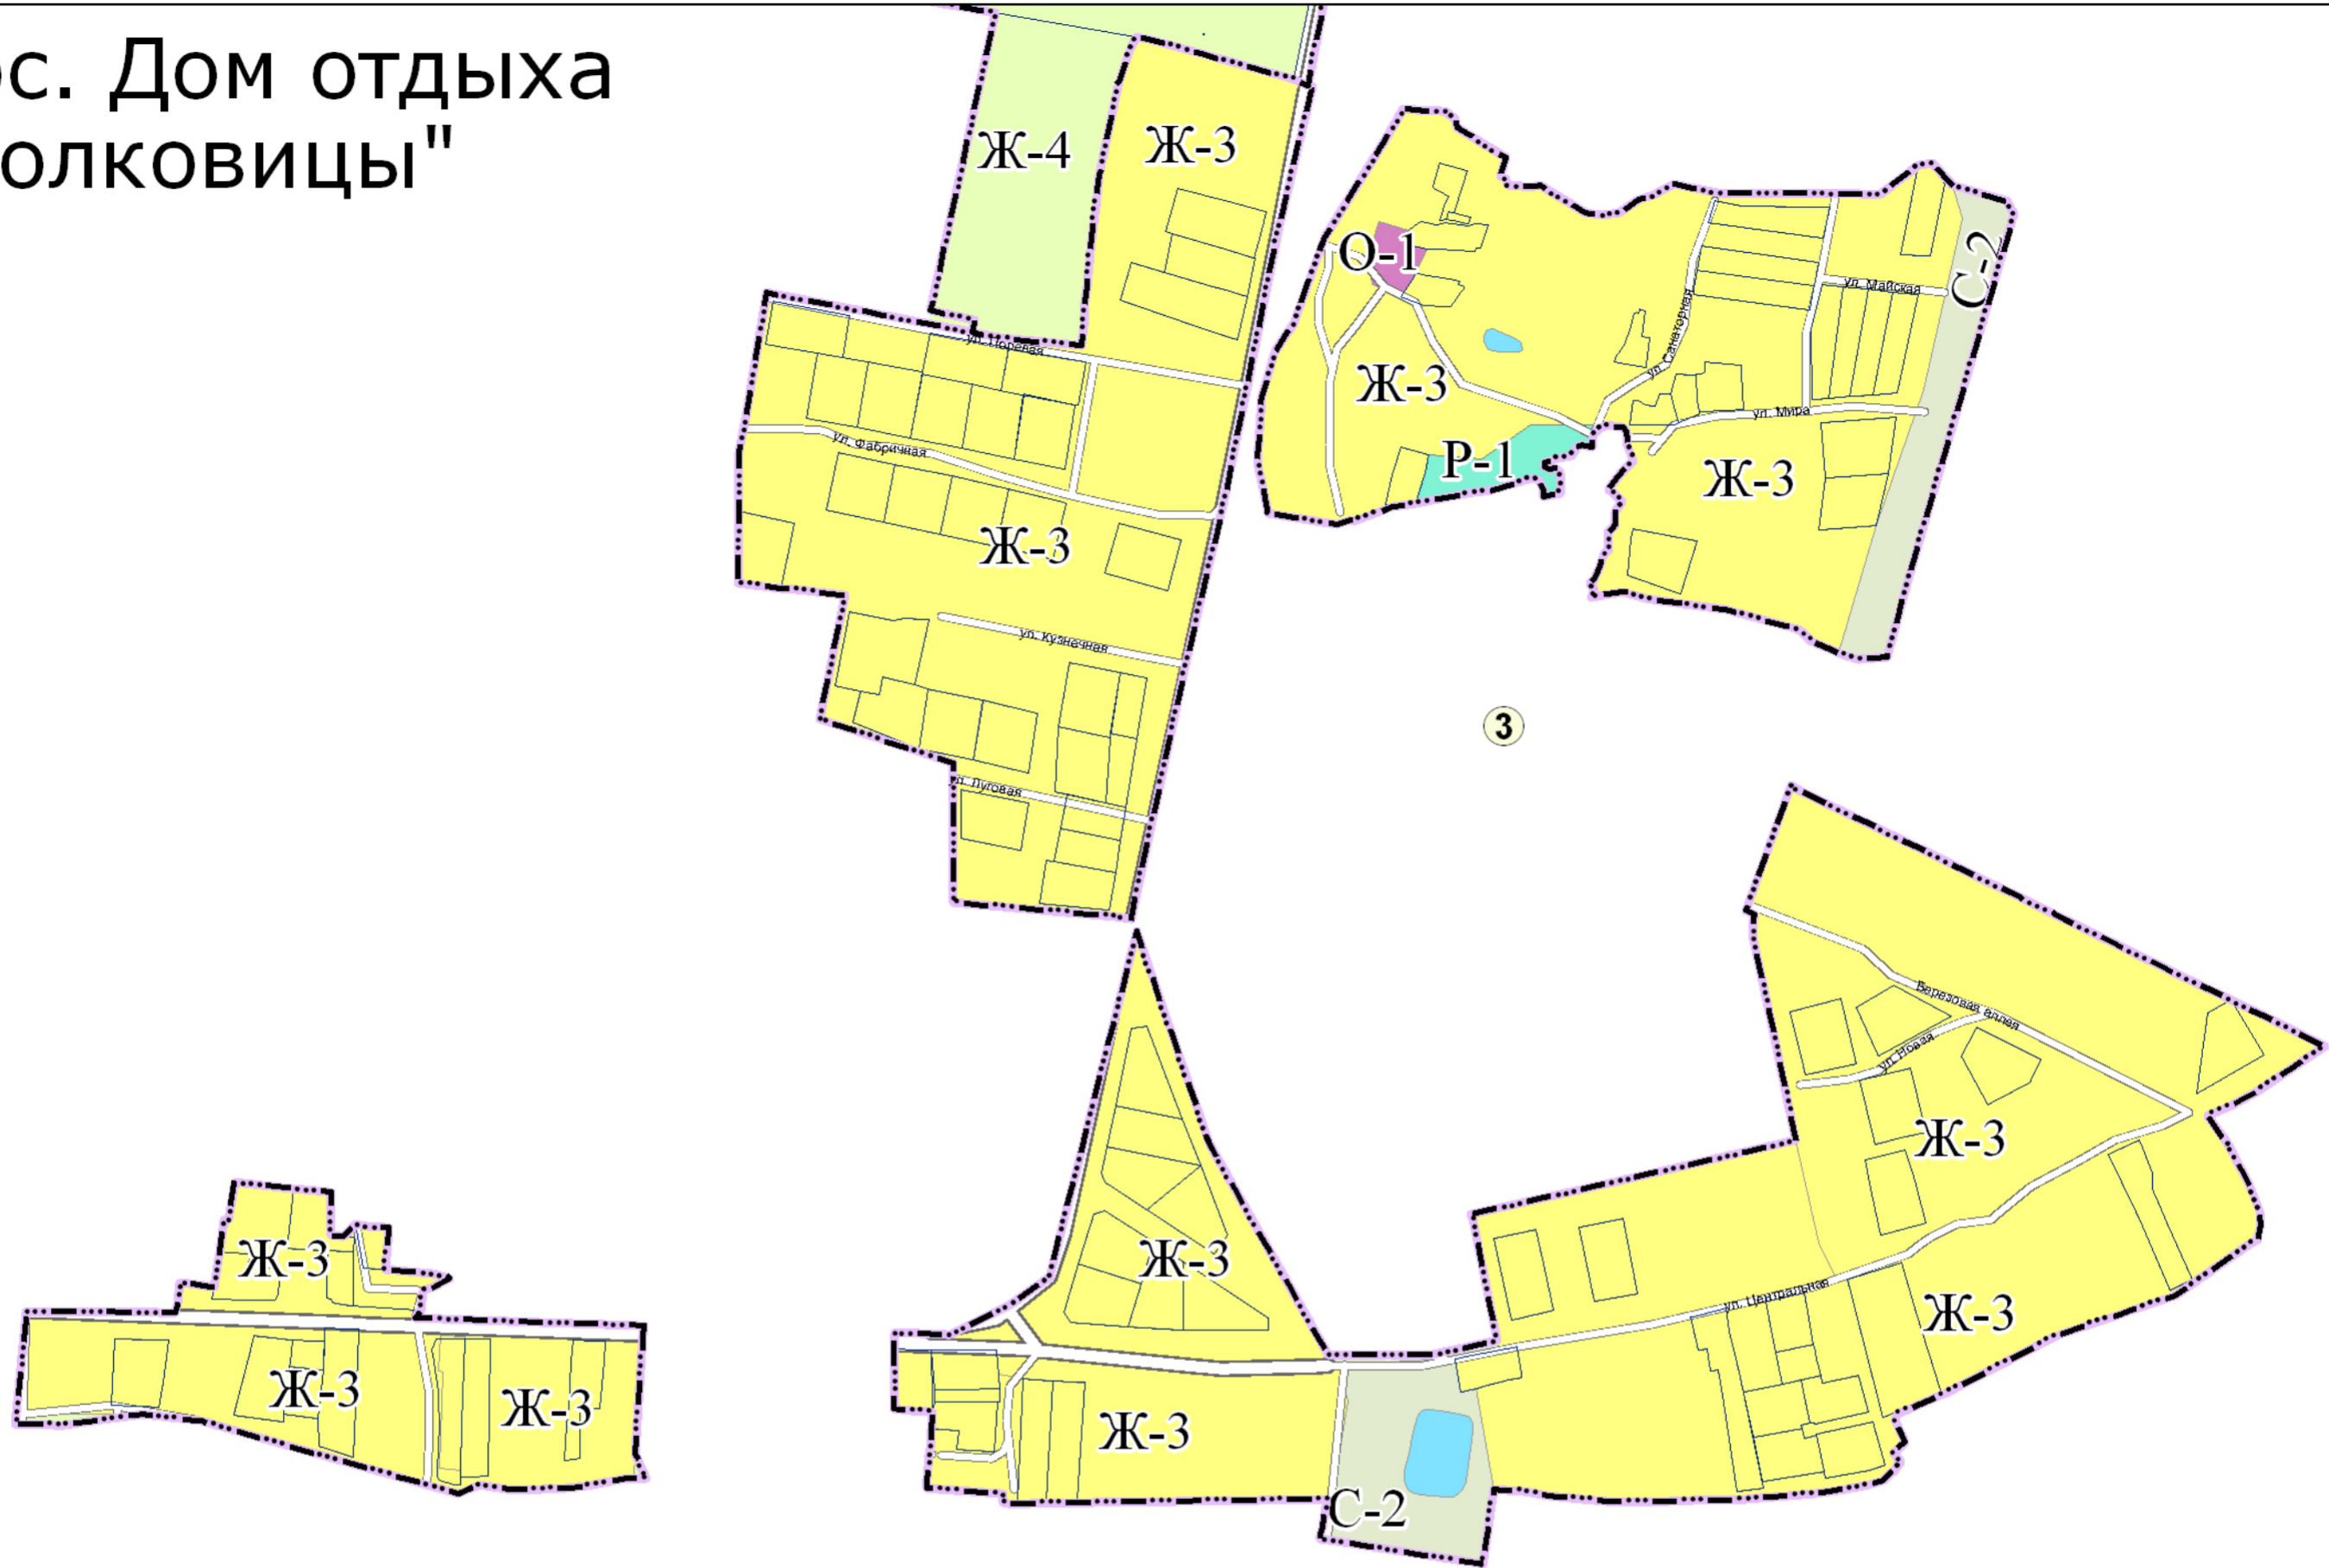 ос. Дом отдыха
олковицы"
Ж-4
Ж-3
О-1
С-2
ул. Майская
ул. Санаторная
Ж-3
ул. Мира
Р-1
Ж-3
ул. Фабричная
Ж-3
ул. Кузнечная
3
ул. Луговая
Березовая аллея
ул. Новая
Ж-3
Ж-3
Ж-3
ул. Центральная
Ж-3
Ж-3
Ж-3
Ж-3
С-2